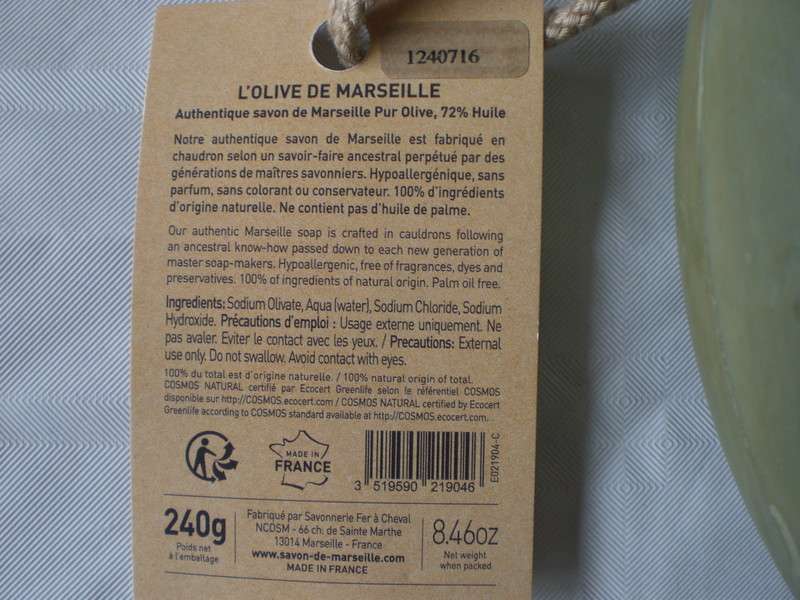 1240716
L'OLIVE DE MARSEILLE
Authentique savon de Marseille Pur Olive, 72% Huile
Notre authentique savon de Marseille est fabriqué en
chaudron selon un savoir-faire ancestral perpétué par des
générations de maîtres savonniers. Hypoallergénique, sans
parfum, sans colorant ou conservateur. 100% d'ingrédients
d'origine naturelle. Ne contient pas d'huile de palme.
Our authentic Marseille soap is crafted in cauldrons following
an ancestral know-how passed down to each new generation of
master soap-makers. Hypoallergenic, free of fragrances, dyes and
preservatives. 100% of ingredients of natural origin. Palm oil free.
Ingredients: Sodium Olivate, Aqua (water), Sodium Chloride, Sodium
Hydroxide. Précautions d'emploi : Usage externe uniquement. Ne
pas avaler. Eviter le contact avec les yeux. / Precautions: External
use only. Do not swallow. Avoid contact with eyes.
100% du total est d'origine naturelle. / 100% natural origin of total.
COSMOS NATURAL certifié par Ecocert Greenlife selon le référentiel COSMOS
disponible sur http://COSMOS.ecocert.com / COSMOS NATURAL certified by Ecocert
Greenlife according to COSMOS standard available at http://COSMOS.ecocert.com.
MADE IN
FRANCE
3 519590 219046
E021904-C
240g
Poids net
à l'emballage
Fabriqué par Savonnerie Fer à Cheval
NCDSM - 66 ch. de Sainte Marthe
13014 Marseille - France
www.savon-de-marseille.com
MADE IN FRANCE
8.46oz
Net weight
when packed